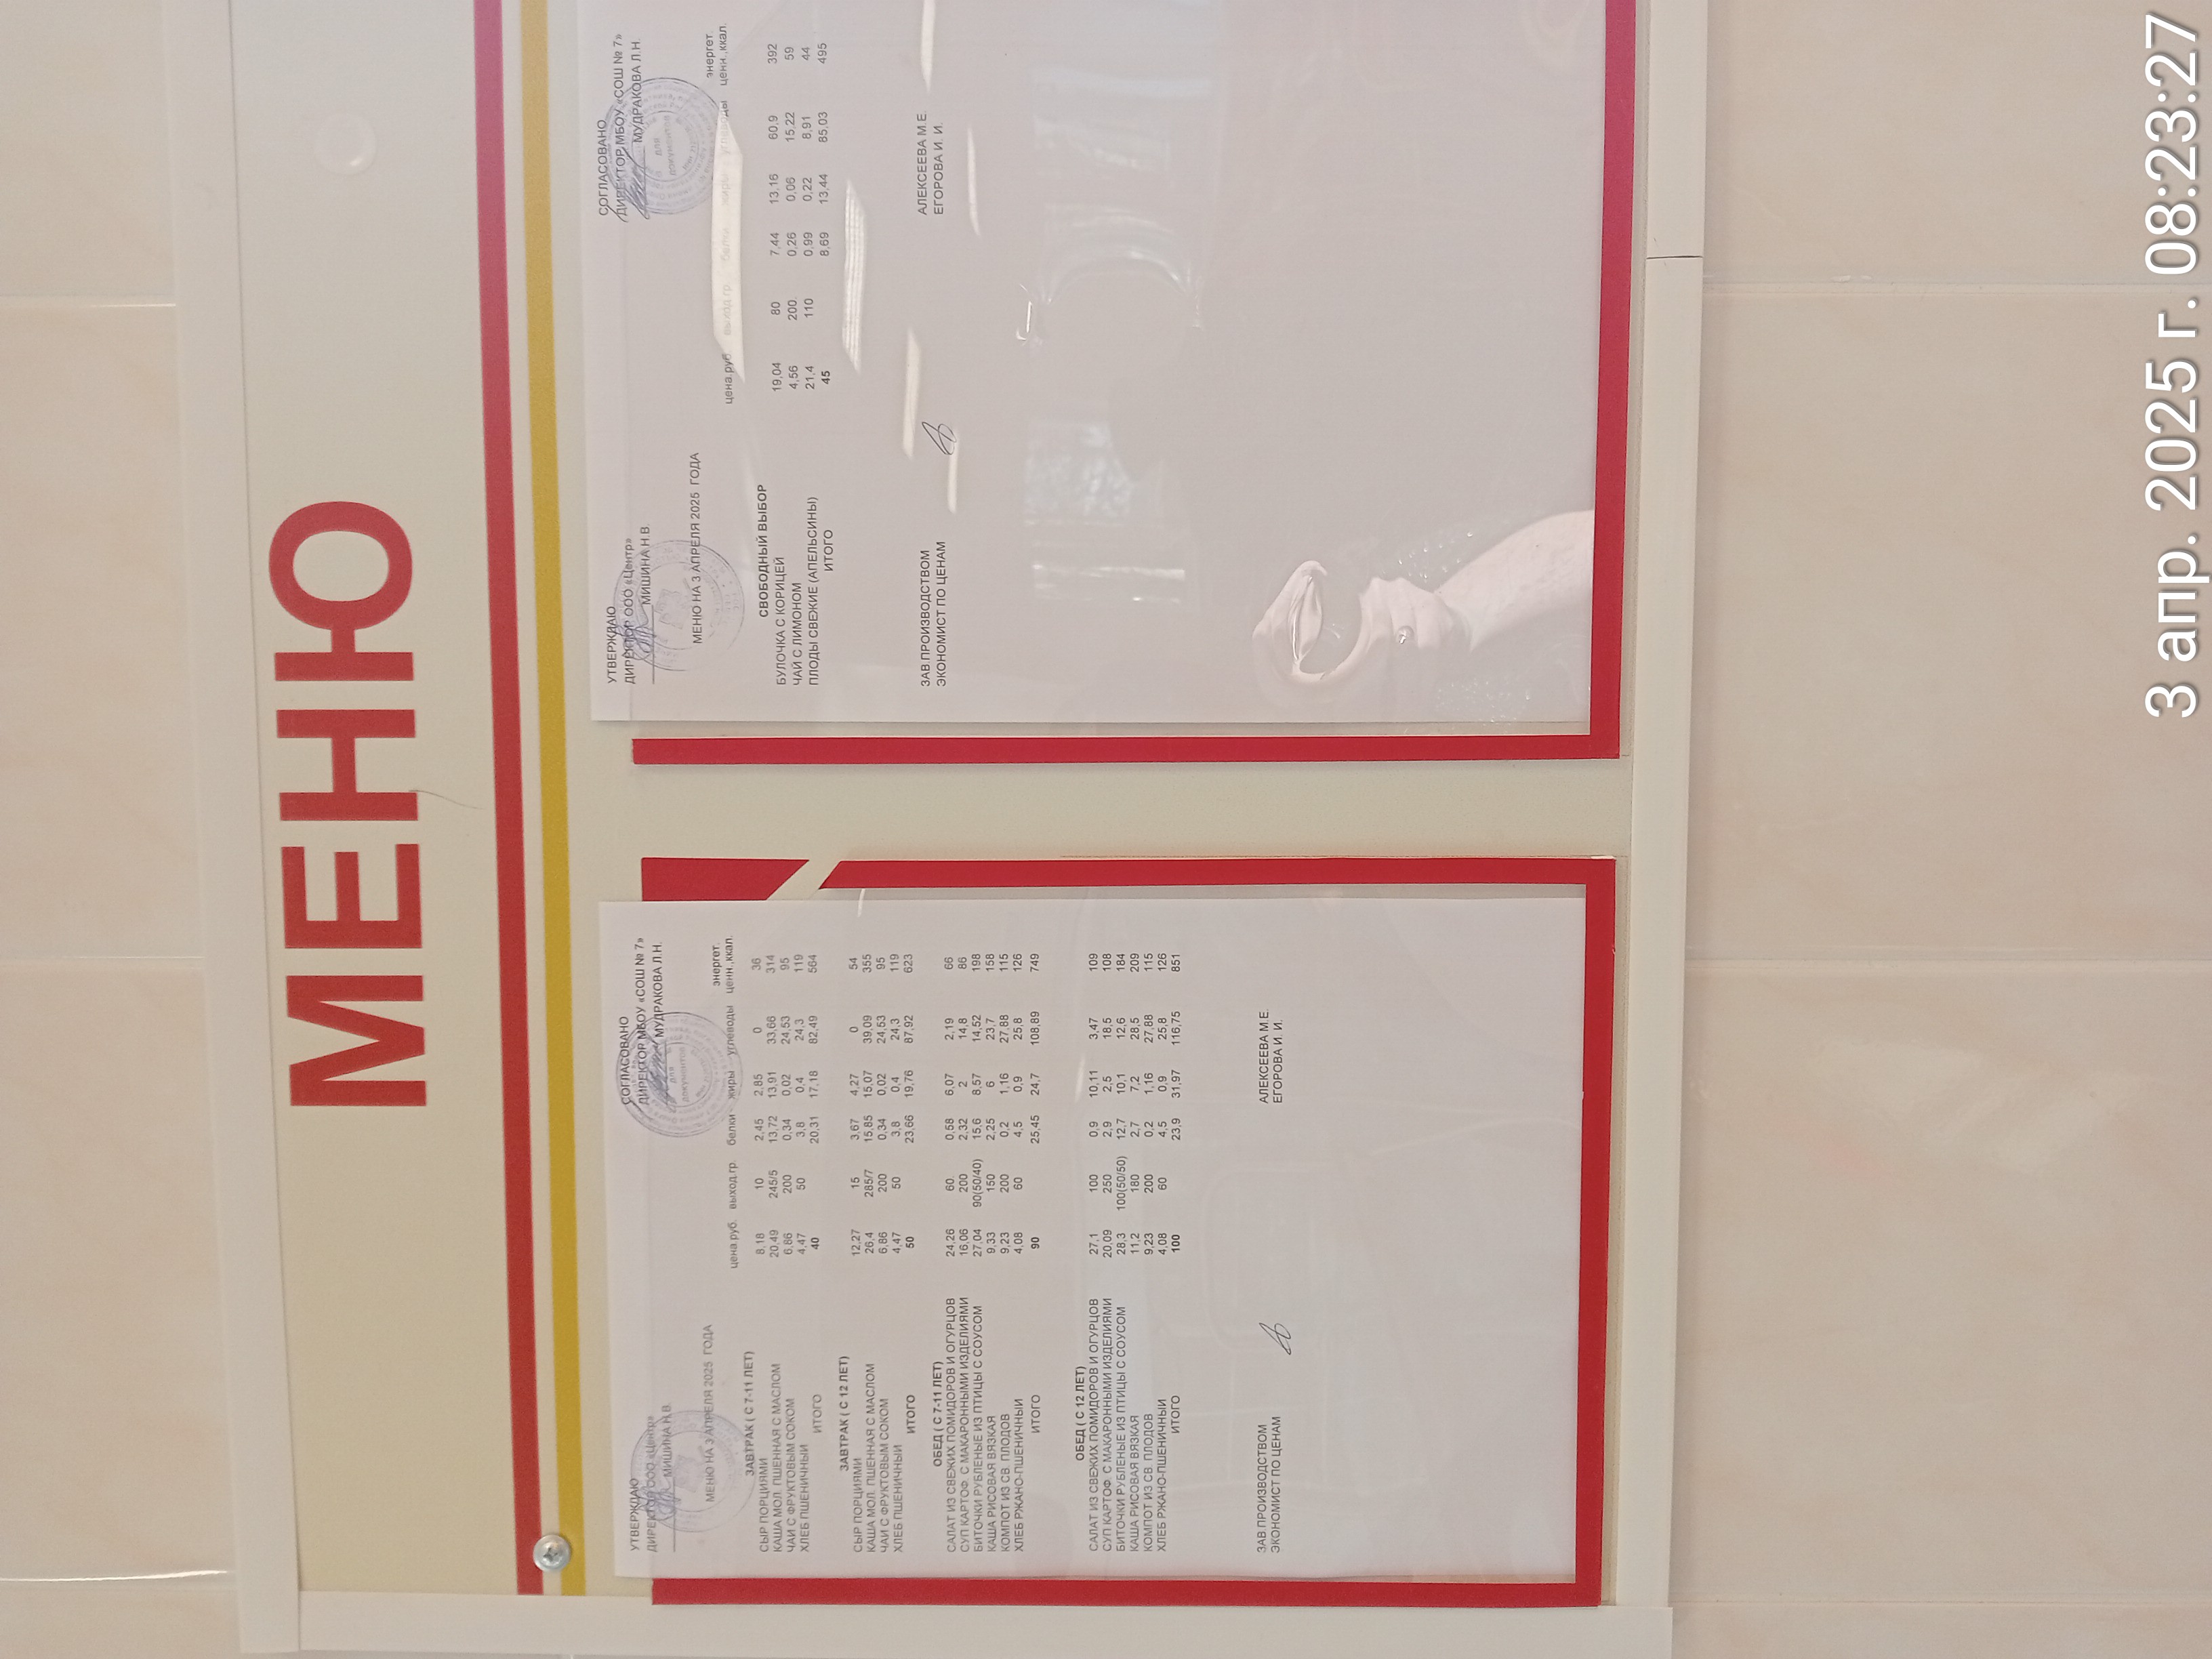 МЕНЮ
УТВЕРЖДАЮ СОГЛАСОВАНО
ДИРЕКТОР ООО «Центр» ДИРЕКТОР МБОУ «СОШ № 7»
МИШИНА Н.В. МУДРАКОВА Л.Н.
для документов
МЕНЮ НА 3 АПРЕЛЯ 2025 ГОДА
цена.руб. выход.гр. белки жиры углеводы энергет. ценн.,ккал.
ЗАВТРАК ( С 7-11 ЛЕТ)
СЫР ПОРЦИЯМИ 8,18 10 2,45 2,85 0 36
КАША МОЛ. ПШЕННАЯ С МАСЛОМ 20,49 245/5 13,72 13,91 33,66 314
ЧАЙ С ФРУКТОВЫМ СОКОМ 6,86 200 0,34 0,02 24,53 95
ХЛЕБ ПШЕНИЧНЫЙ 4,47 50 3,8 0,4 24,3 119
ИТОГО 40 20,31 17,18 82,49 564
ЗАВТРАК ( С 12 ЛЕТ)
СЫР ПОРЦИЯМИ 12,27 15 3,67 4,27 0 54
КАША МОЛ. ПШЕННАЯ С МАСЛОМ 26,4 285/7 15,85 15,07 39,09 355
ЧАЙ С ФРУКТОВЫМ СОКОМ 6,86 200 0,34 0,02 24,53 95
ХЛЕБ ПШЕНИЧНЫЙ 4,47 50 3,8 0,4 24,3 119
ИТОГО 50 23,66 19,76 87,92 623
ОБЕД ( С 7-11 ЛЕТ)
САЛАТ ИЗ СВЕЖИХ ПОМИДОРОВ И ОГУРЦОВ 24,26 60 0,58 6,07 2,19 66
СУП КАРТОФ. С МАКАРОННЫМИ ИЗДЕЛИЯМИ 16,06 200 2,32 2 14,8 86
БИТОЧКИ РУБЛЕНЫЕ ИЗ ПТИЦЫ С СОУСОМ 27,04 90(50/40) 15,6 8,57 14,52 198
КАША РИСОВАЯ ВЯЗКАЯ 9,33 150 2,25 6 23,7 158
КОМПОТ ИЗ СВ. ПЛОДОВ 9,23 200 0,2 1,16 27,88 115
ХЛЕБ РЖАНО-ПШЕНИЧНЫЙ 4,08 60 4,5 0,9 25,8 126
ИТОГО 90 25,45 24,7 108,89 749
ОБЕД ( С 12 ЛЕТ)
САЛАТ ИЗ СВЕЖИХ ПОМИДОРОВ И ОГУРЦОВ 27,1 100 0,9 10,11 3,47 109
СУП КАРТОФ. С МАКАРОННЫМИ ИЗДЕЛИЯМИ 20,09 250 2,9 2,5 18,5 108
БИТОЧКИ РУБЛЕНЫЕ ИЗ ПТИЦЫ С СОУСОМ 28,3 100(50/50) 12,7 10,1 12,6 184
КАША РИСОВАЯ ВЯЗКАЯ 11,2 180 2,7 7,2 28,5 209
КОМПОТ ИЗ СВ. ПЛОДОВ 9,23 200 0,2 1,16 27,88 115
ХЛЕБ РЖАНО-ПШЕНИЧНЫЙ 4,08 60 4,5 0,9 25,8 126
ИТОГО 100 23,9 31,97 116,75 851
ЗАВ.ПРОИЗВОДСТВОМ АЛЕКСЕЕВА М.Е.
ЭКОНОМИСТ ПО ЦЕНАМ ЕГОРОВА И. И.
УТВЕРЖДАЮ СОГЛАСОВАНО
ДИРЕКТОР ООО «Центр» ДИРЕКТОР МБОУ «СОШ № 7»
МИШИНА Н.В. МУДРАКОВА Л.Н.
для документов
МЕНЮ НА 3 АПРЕЛЯ 2025 ГОДА
цена.руб. выход.гр. белки жиры углеводы энергет. ценн.,ккал.
СВОБОДНЫЙ ВЫБОР
БУЛОЧКА С КОРИЦЕЙ 19,04 80 7,44 13,16 60,9 392
ЧАЙ С ЛИМОНОМ 4,56 200 0,26 0,06 15,22 59
ПЛОДЫ СВЕЖИЕ (АПЕЛЬСИНЫ) 21,4 110 0,99 0,22 8,91 44
ИТОГО 45 8,69 13,44 85,03 495
ЗАВ.ПРОИЗВОДСТВОМ АЛЕКСЕЕВА М.Е.
ЭКОНОМИСТ ПО ЦЕНАМ ЕГОРОВА И. И.
3 апр. 2025 г. 08:23:27